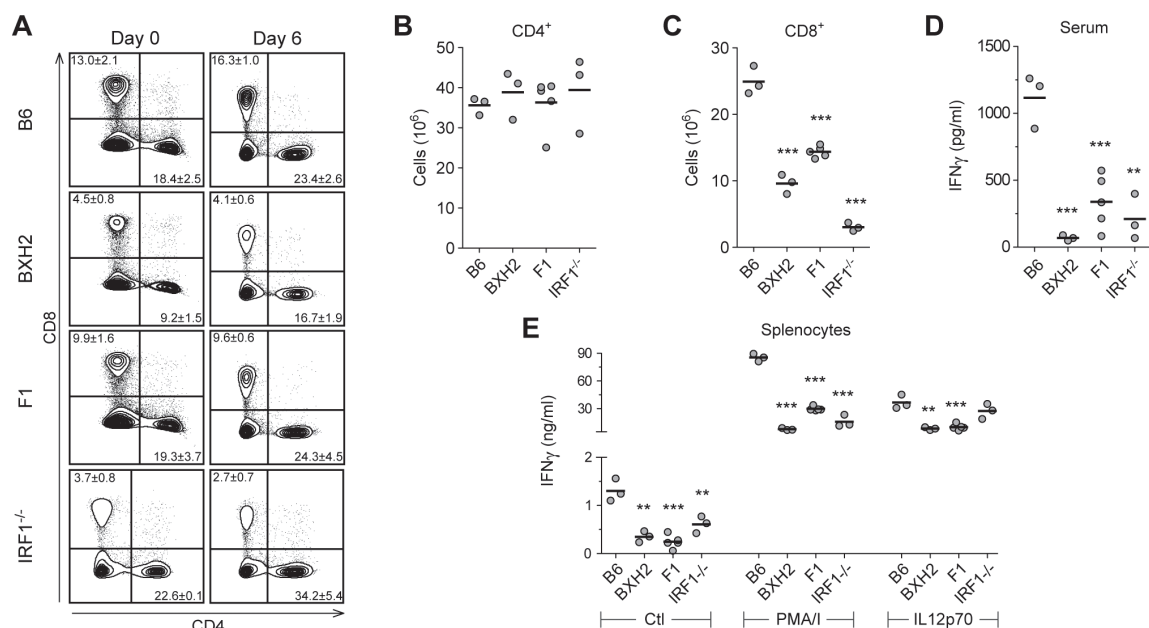 A
Day 0
Day 6
B6
13.0±2.1
18.4±2.5
16.3±1.0
23.4±2.6
BXH2
4.5±0.8
9.2±1.5
4.1±0.6
16.7±1.9
F1
9.9±1.6
19.3±3.7
9.6±0.6
24.3±4.5
IRF1-/-
3.7±0.8
22.6±0.1
2.7±0.7
34.2±5.4
CD8
CD4
B
CD4+
Cells (10⁶)
50
40
30
20
10
0
B6
BXH2
F1
IRF1-/-
C
CD8+
Cells (10⁶)
30
20
10
0
***
***
***
B6
BXH2
F1
IRF1-/-
D
Serum
IFNγ (pg/ml)
1500
1000
500
250
0
***
***
**
B6
BXH2
F1
IRF1-/-
E
Splenocytes
IFNγ (ng/ml)
90
60
30
2
1
0
**
***
**
***
***
***
**
***
B6
BXH2
F1
IRF1-/-
B6
BXH2
F1
IRF1-/-
B6
BXH2
F1
IRF1-/-
Ctl
PMA/I
IL12p70